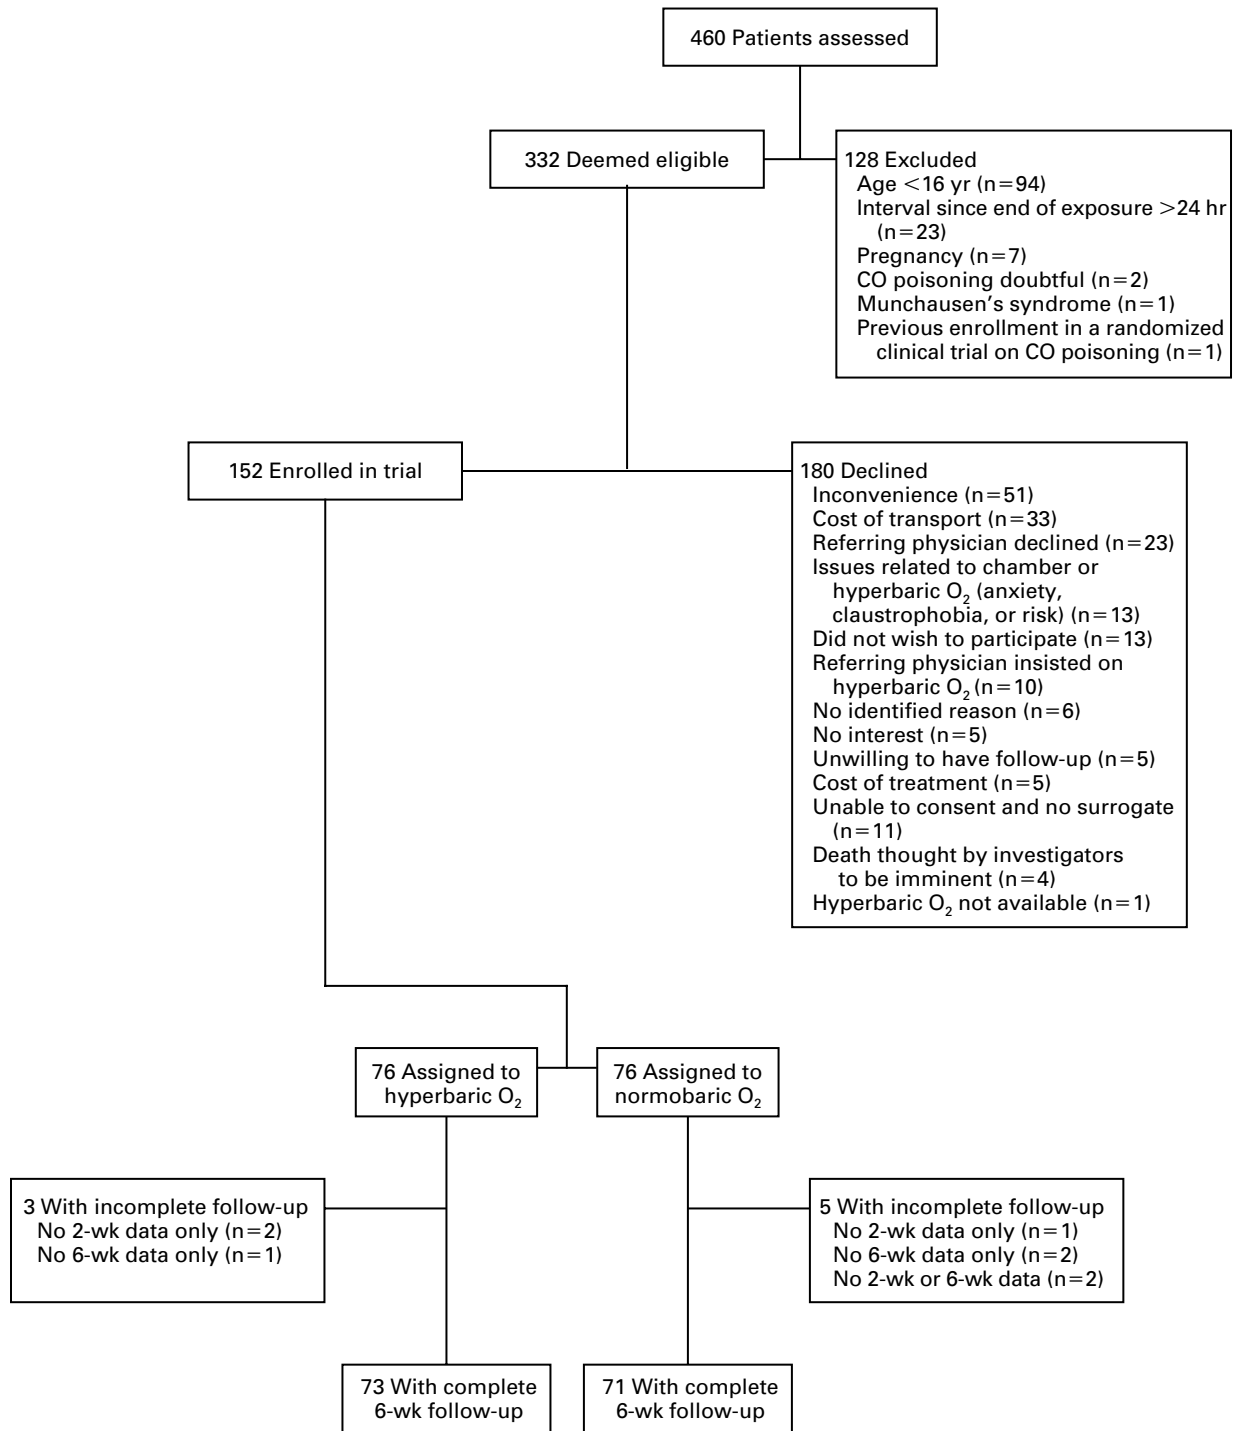 460 Patients assessed
332 Deemed eligible
128 Excluded
Age <16 yr (n=94)
Interval since end of exposure >24 hr
(n=23)
Pregnancy (n=7)
CO poisoning doubtful (n=2)
Munchausen's syndrome (n=1)
Previous enrollment in a randomized
clinical trial on CO poisoning (n=1)
152 Enrolled in trial
180 Declined
Inconvenience (n=51)
Cost of transport (n=33)
Referring physician declined (n=23)
Issues related to chamber or
hyperbaric O₂ (anxiety,
claustrophobia, or risk) (n=13)
Did not wish to participate (n=13)
Referring physician insisted on
hyperbaric O₂ (n=10)
No identified reason (n=6)
No interest (n=5)
Unwilling to have follow-up (n=5)
Cost of treatment (n=5)
Unable to consent and no surrogate
(n=11)
Death thought by investigators
to be imminent (n=4)
Hyperbaric O₂ not available (n=1)
76 Assigned to
hyperbaric O₂
76 Assigned to
normobaric O₂
3 With incomplete follow-up
No 2-wk data only (n=2)
No 6-wk data only (n=1)
5 With incomplete follow-up
No 2-wk data only (n=1)
No 6-wk data only (n=2)
No 2-wk or 6-wk data (n=2)
73 With complete
6-wk follow-up
71 With complete
6-wk follow-up